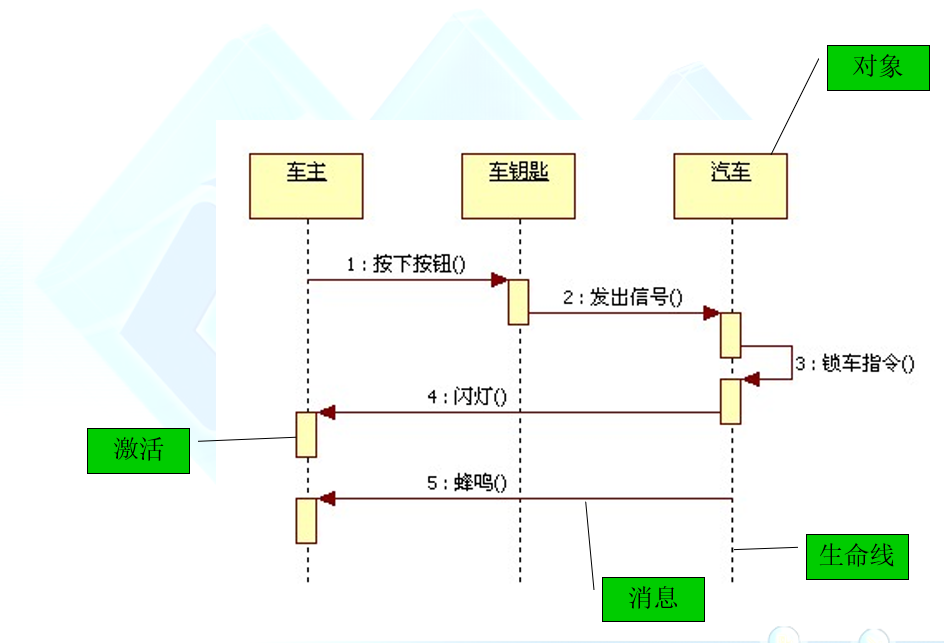 对象
车主
车钥匙
汽车
1：按下按钮()
2：发出信号()
3：锁车指令()
4：闪灯()
激活
5：蜂鸣()
生命线
消息